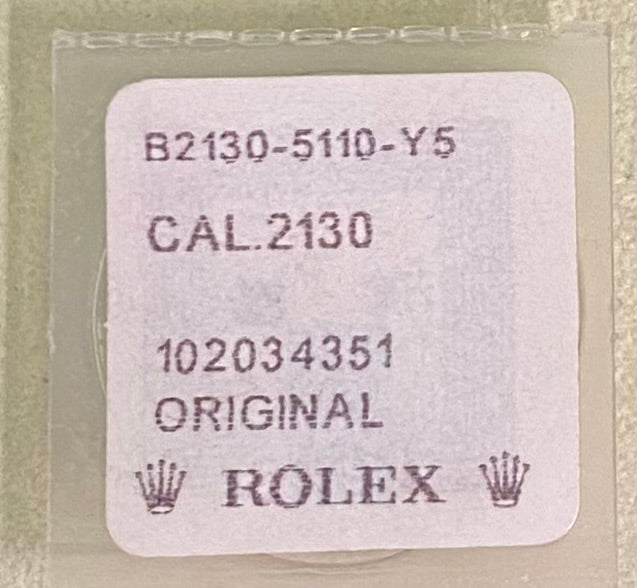 B2130-5110-Y5
CAL.2130
102034351
ORIGINAL
ROLEX